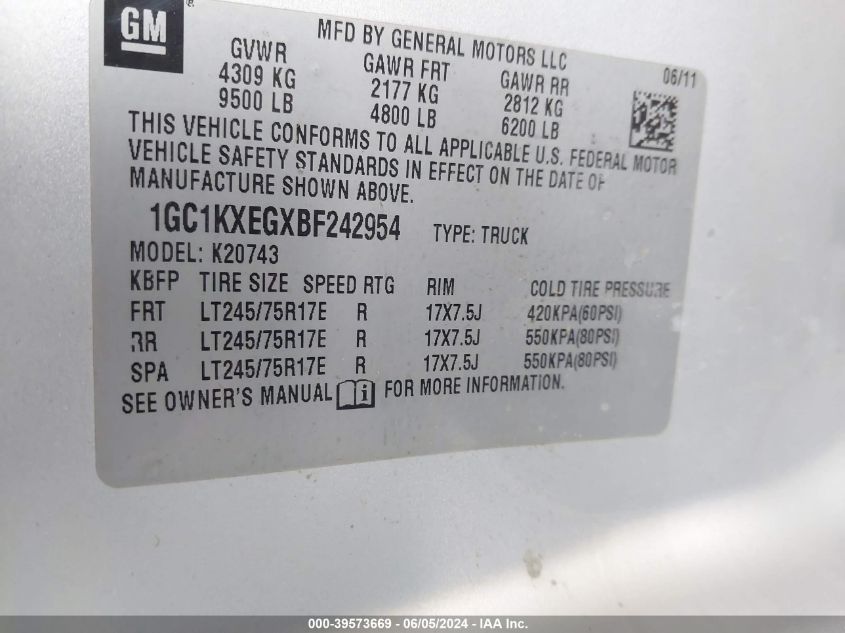 GM
MFD BY GENERAL MOTORS LLC
06/11
GVWR GAWR FRT GAWR RR
4309 KG 2177 KG 2812 KG
9500 LB 4800 LB 6200 LB
THIS VEHICLE CONFORMS TO ALL APPLICABLE U.S. FEDERAL MOTOR
VEHICLE SAFETY STANDARDS IN EFFECT ON THE DATE OF
MANUFACTURE SHOWN ABOVE.
1GC1KXEGXBF242954 TYPE: TRUCK
MODEL: K20743
KBFP TIRE SIZE SPEED RTG RIM COLD TIRE PRESSURE
FRT LT245/75R17E R 17X7.5J 420KPA(60PSI)
RR LT245/75R17E R 17X7.5J 550KPA(80PSI)
SPA LT245/75R17E R 17X7.5J 550KPA(80PSI)
SEE OWNER'S MANUAL i FOR MORE INFORMATION.
000-39573669 - 06/05/2024 - IAA Inc.